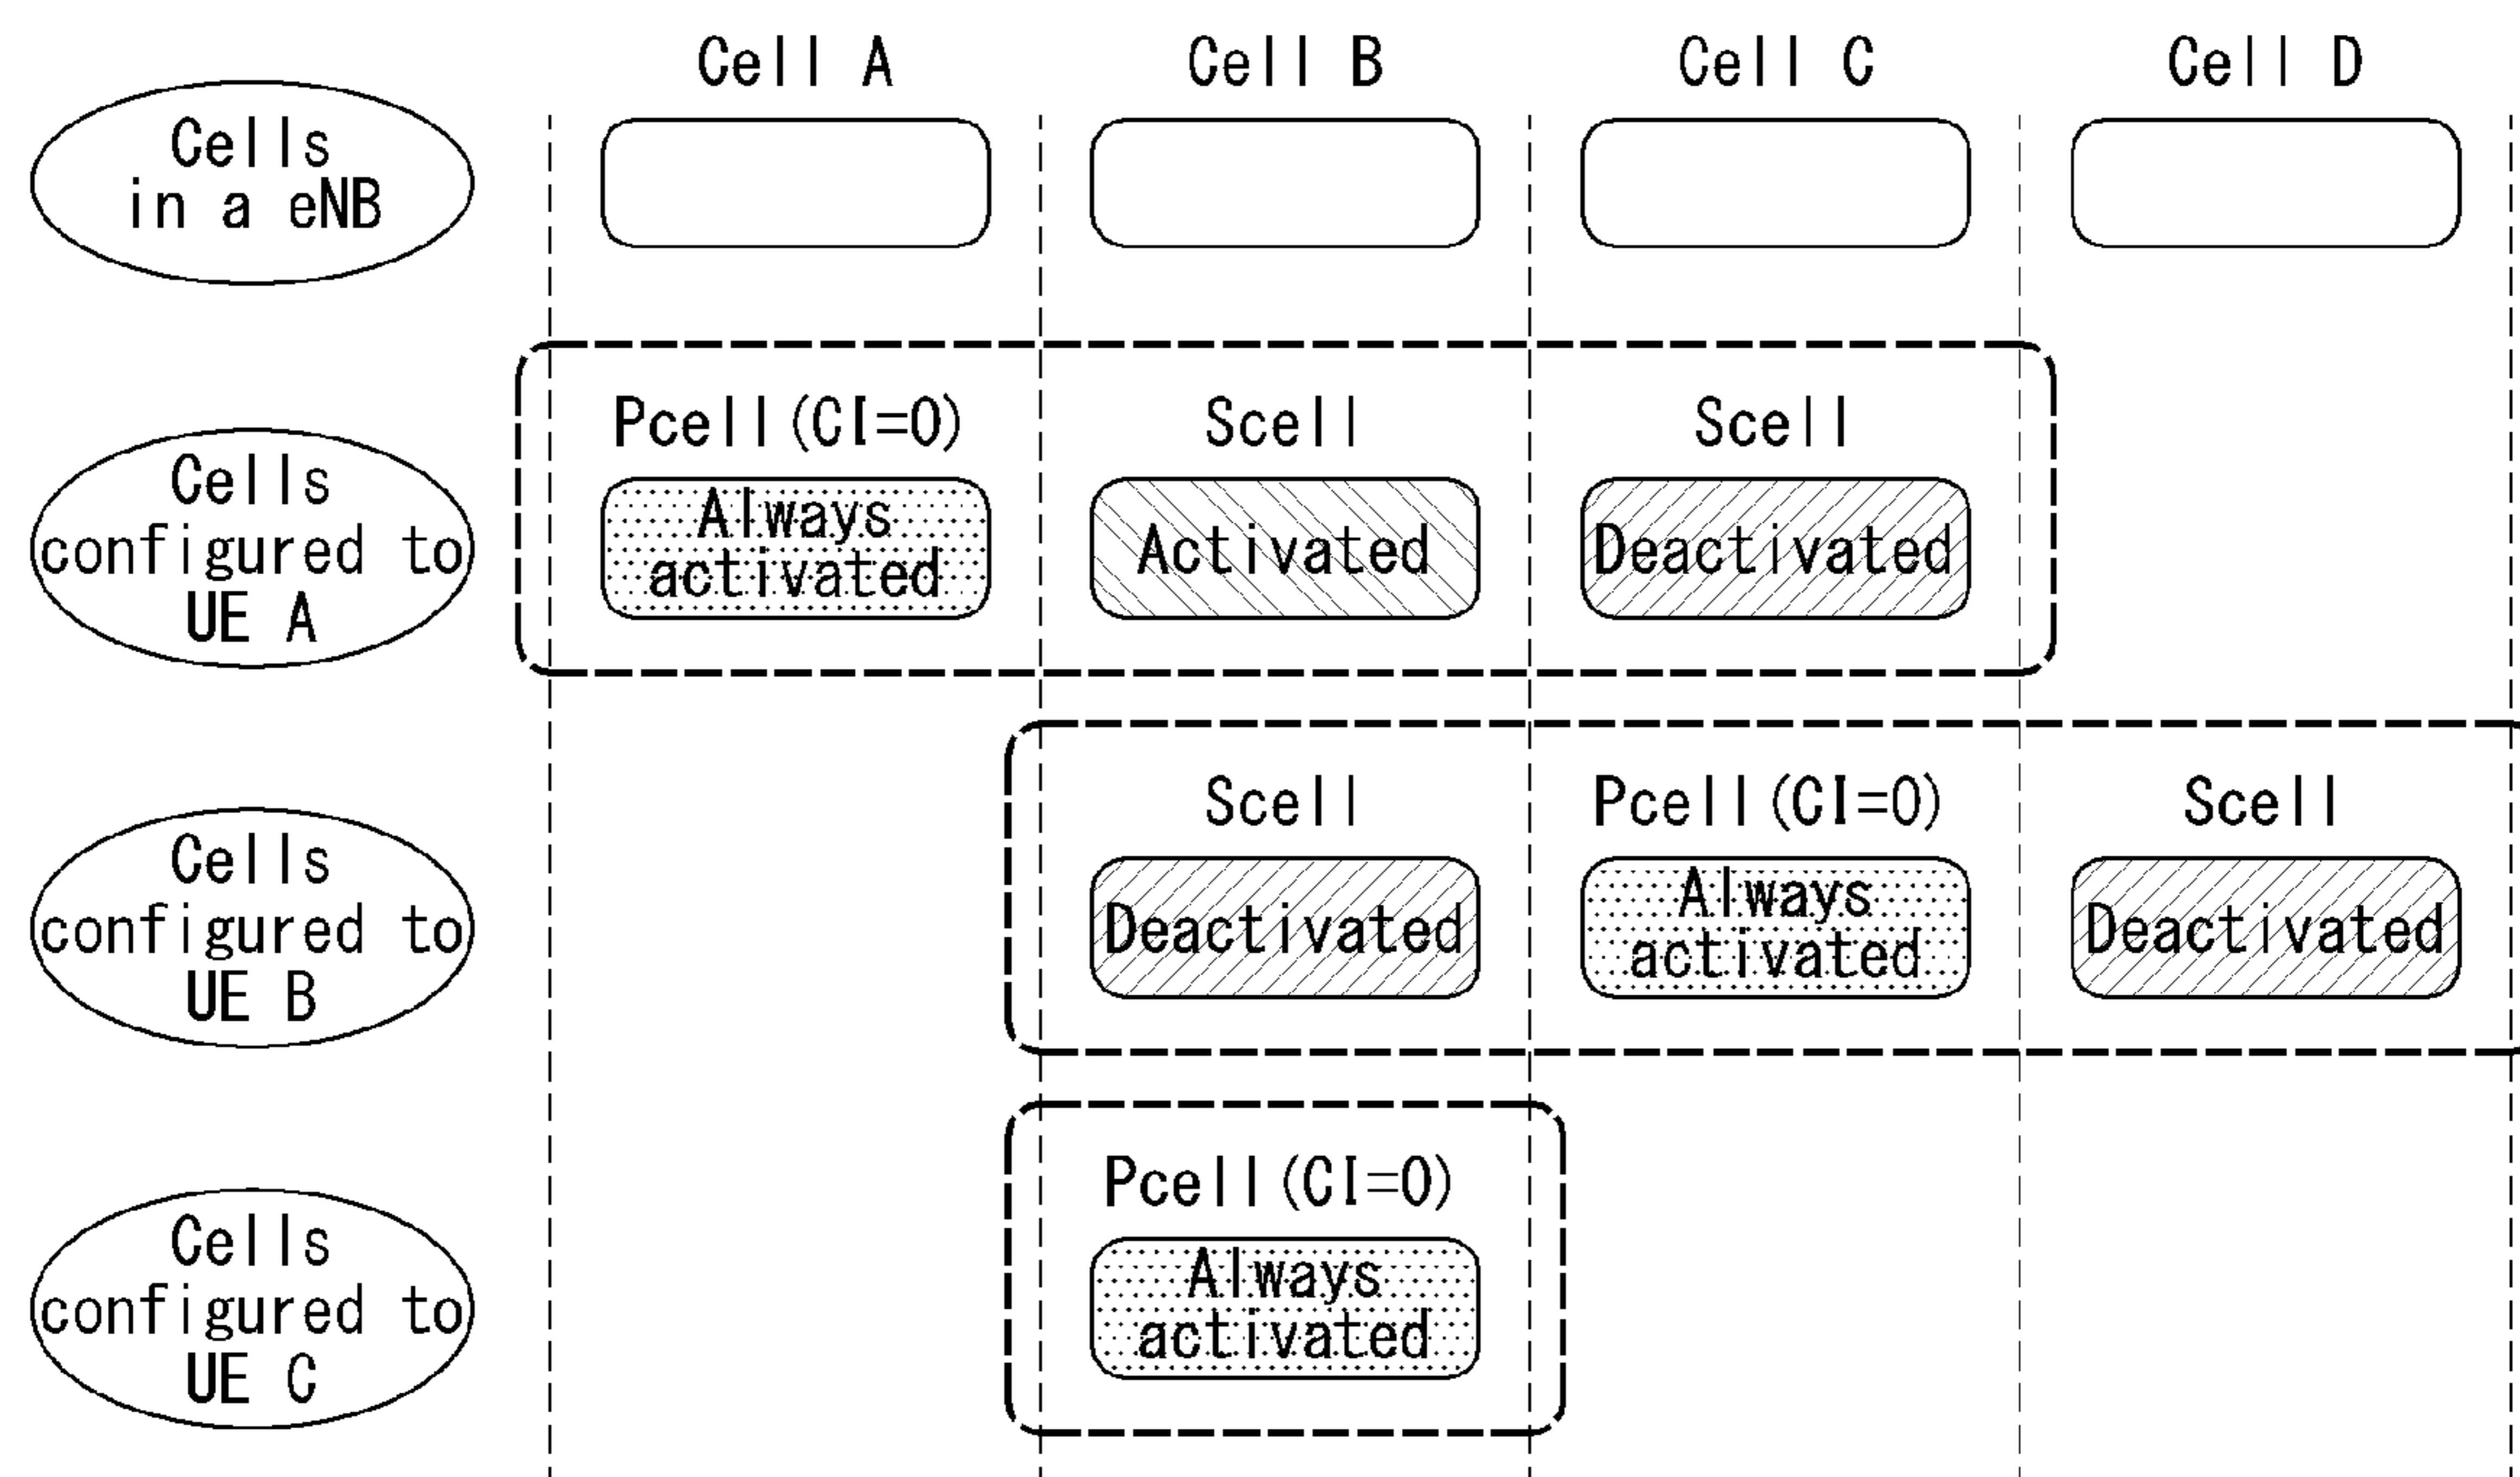 Cell A
Cell B
Cell C
Cell D
Cells
in a eNB
Cells
configured to
UE A
Pcell(CI=0)
Always
activated
Scell
Activated
Scell
Deactivated
Cells
configured to
UE B
Scell
Deactivated
Pcell(CI=0)
Always
activated
Scell
Deactivated
Cells
configured to
UE C
Pcell(CI=0)
Always
activated